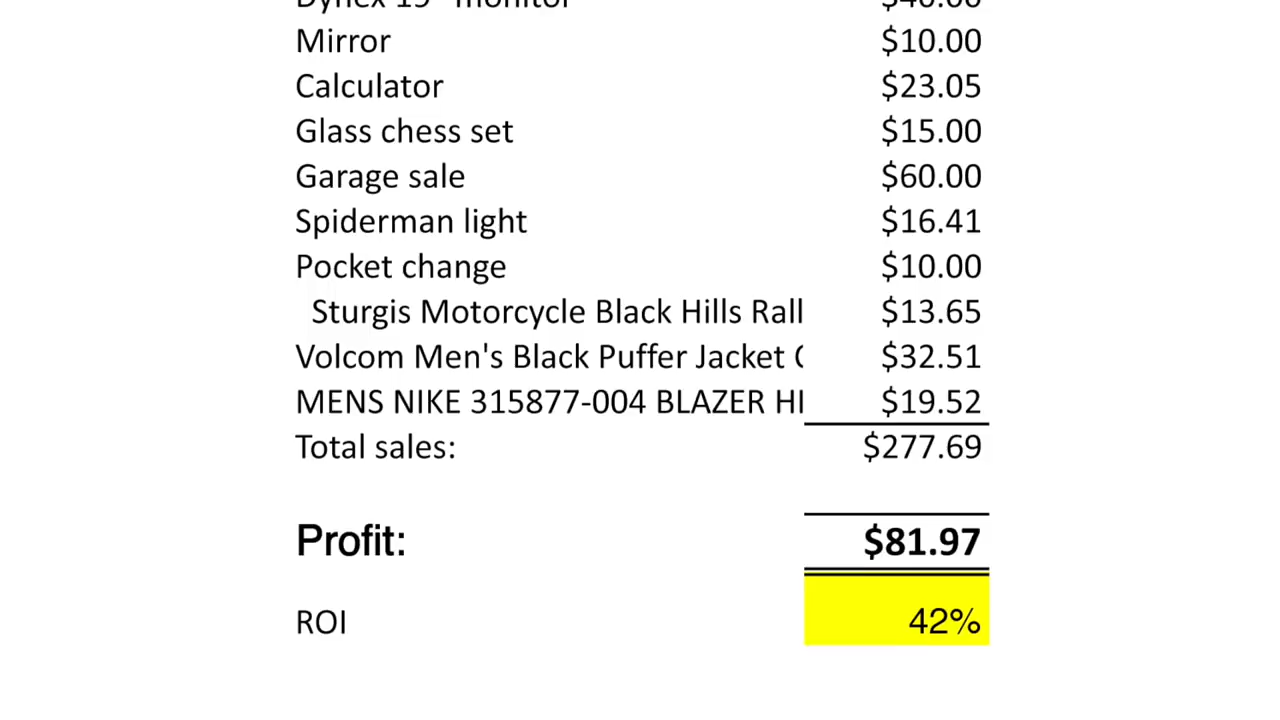 monitor
Mirror $10.00
Calculator $23.05
Glass chess set $15.00
Garage sale $60.00
Spiderman light $16.41
Pocket change $10.00
Sturgis Motorcycle Black Hills Rall $13.65
Volcom Men's Black Puffer Jacket $32.51
MENS NIKE 315877-004 BLAZER HI $19.52
Total sales: $277.69
Profit: $81.97
ROI 42%